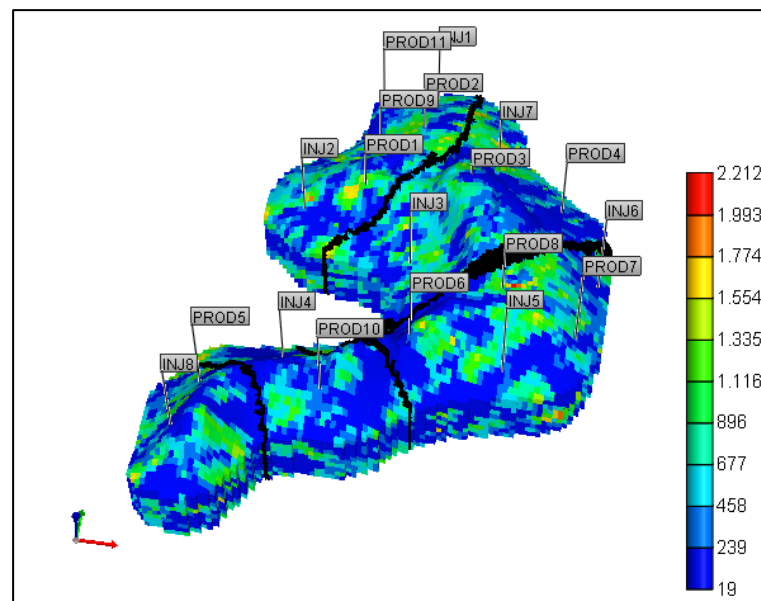 PROD11
INJ1
PROD2
PROD9
INJ7
INJ2
PROD1
PROD3
PROD4
INJ3
INJ6
PROD8
PROD7
PROD6
INJ4
INJ5
PROD5
PROD10
INJ8
2.212
1.993
1.774
1.554
1.335
1.116
896
677
458
239
19